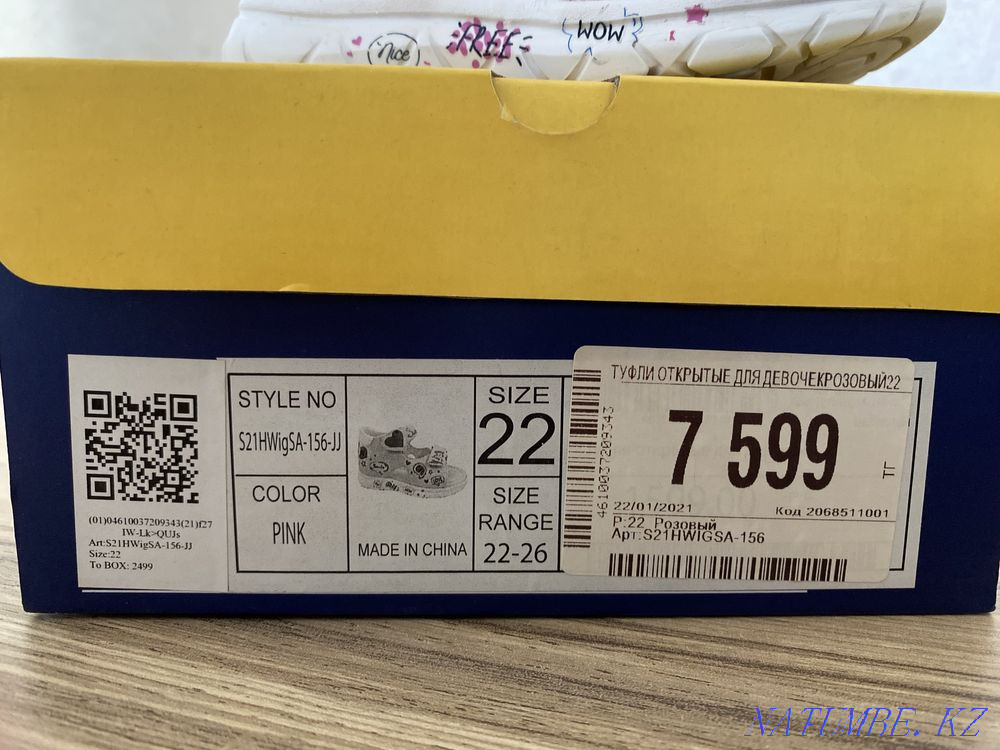 nice
FREE
WOW
(01)04610037209343(21)f27
IW-Lk>QUJs
Art:S21HWigSA-156-JJ
Size:22
To BOX: 2499
STYLE NO
S21HWigSA-156-JJ
COLOR
PINK
MADE IN CHINA
SIZE
22
SIZE
RANGE
22-26
4610037209343
ТУФЛИ ОТКРЫТЫЕ ДЛЯ ДЕВОЧЕКРОЗОВЫЙ22
7 599
ТГ
22/01/2021 Код 2068511001
Р:22 Розовый
Арт:S21HWIGSA-156
NATUMBE. KZ